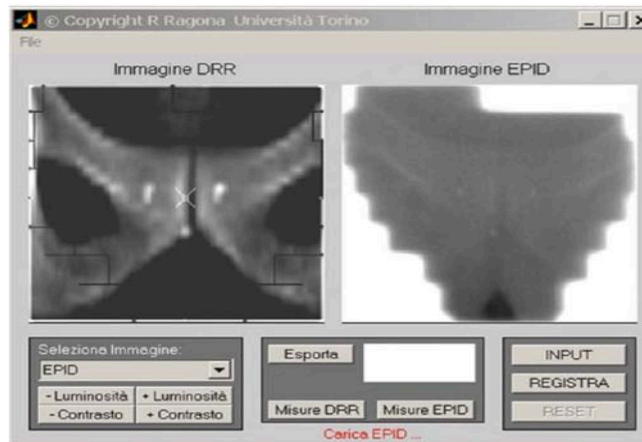 © Copyright R Ragona Università Torino
File
Immagine DRR
Immagine EPID
Seleziona Immagine:
EPID
- Luminosità
+ Luminosità
- Contrasto
+ Contrasto
Esporta
Misure DRR
Misure EPID
INPUT
REGISTRA
RESET
Carica EPID ...